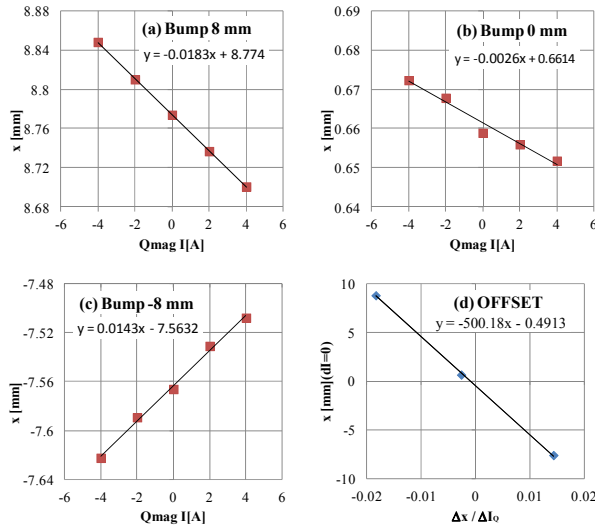 (a) Bump 8 mm
y = -0.0183x + 8.774
8.88
8.84
8.8
8.76
8.72
8.68
x [mm]
-6 -4 -2 0 2 4 6
Qmag I[A]
(b) Bump 0 mm
y = -0.0026x + 0.6614
0.68
0.67
0.66
0.65
0.64
x [mm]
-6 -4 -2 0 2 4 6
Qmag I[A]
(c) Bump -8 mm
y = 0.0143x - 7.5632
-7.48
-7.52
-7.56
-7.6
-7.64
x [mm]
-6 -4 -2 0 2 4 6
Qmag I[A]
(d) OFFSET
y = -500.18x - 0.4913
10
5
0
-5
-10
x [mm](dI=0)
-0.02 -0.01 0 0.01 0.02
Δx / ΔIQ